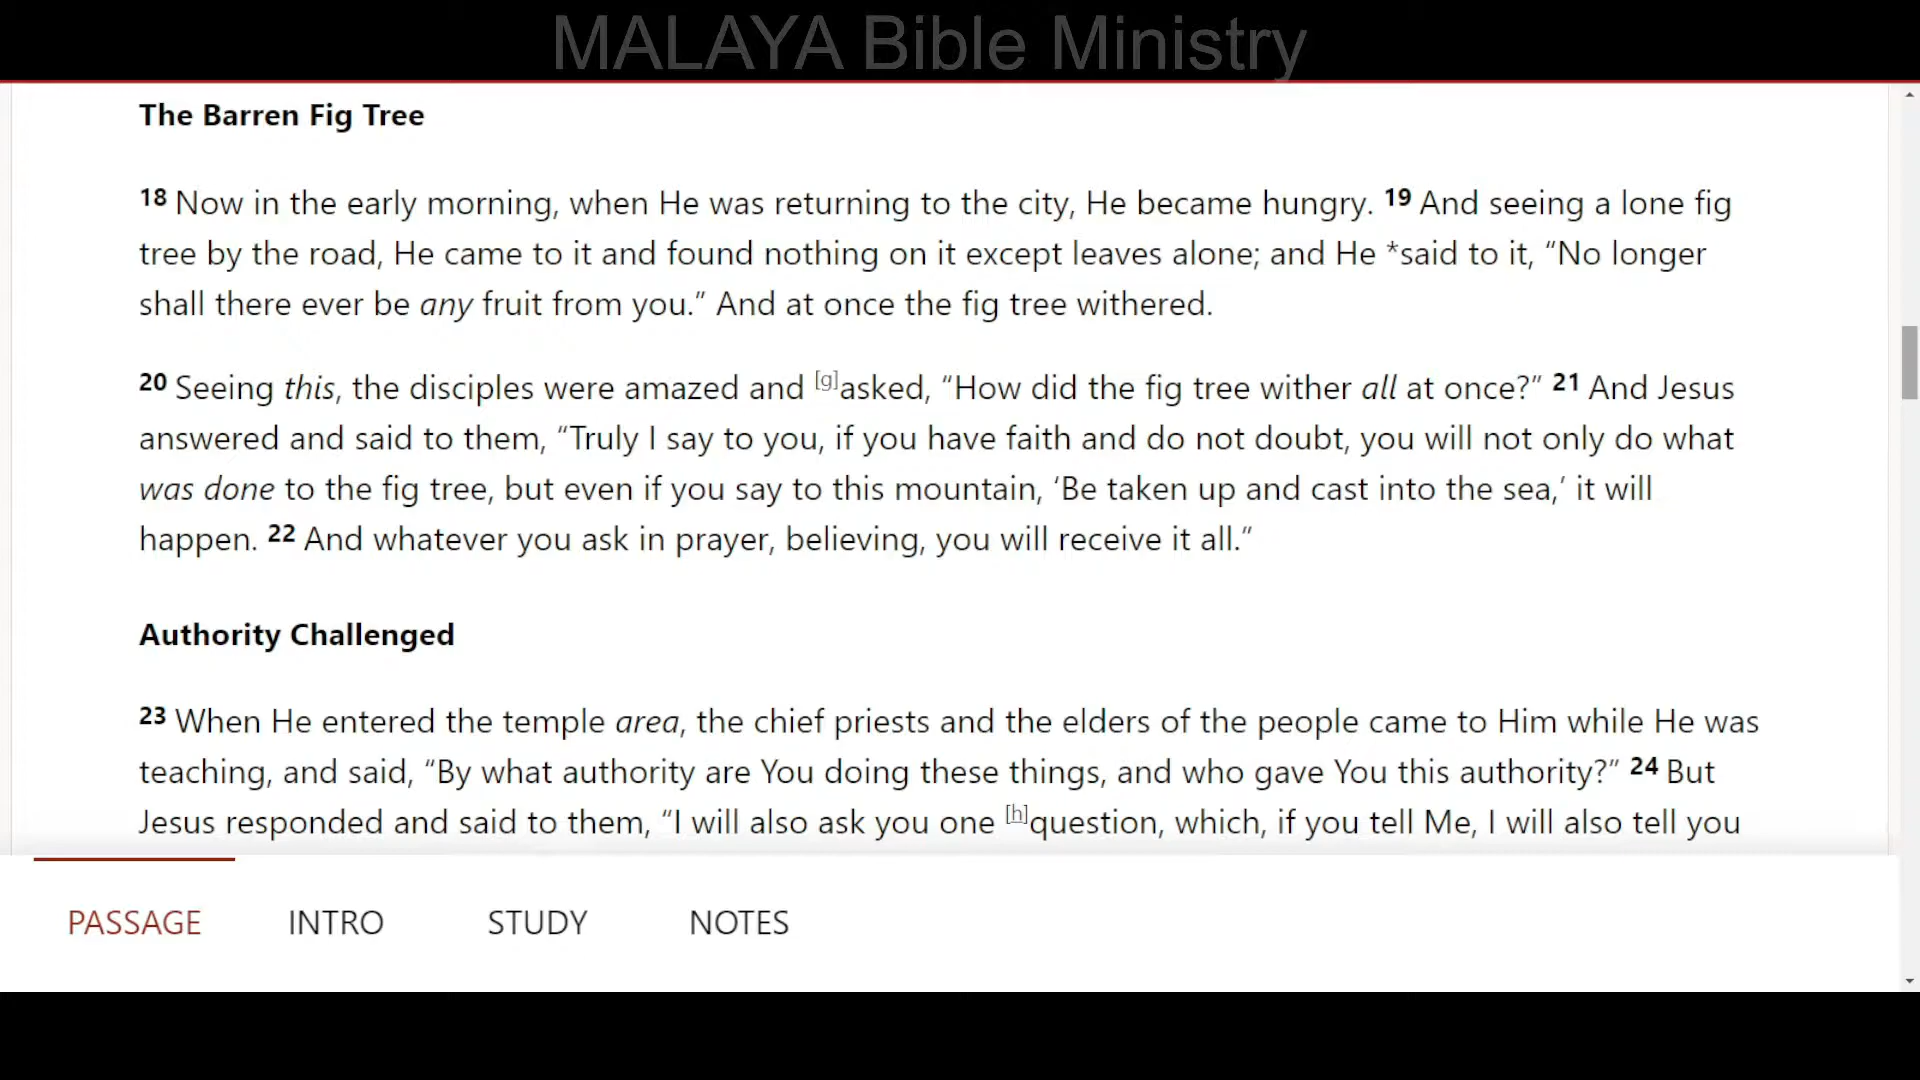 MALAYA Bible Ministry
The Barren Fig Tree
18 Now in the early morning, when He was returning to the city, He became hungry. 19 And seeing a lone fig
tree by the road, He came to it and found nothing on it except leaves alone; and He *said to it, “No longer
shall there ever be any fruit from you.” And at once the fig tree withered.
20 Seeing this, the disciples were amazed and [g]asked, “How did the fig tree wither all at once?” 21 And Jesus
answered and said to them, “Truly I say to you, if you have faith and do not doubt, you will not only do what
was done to the fig tree, but even if you say to this mountain, ‘Be taken up and cast into the sea,’ it will
happen. 22 And whatever you ask in prayer, believing, you will receive it all.”
Authority Challenged
23 When He entered the temple area, the chief priests and the elders of the people came to Him while He was
teaching, and said, “By what authority are You doing these things, and who gave You this authority?” 24 But
Jesus responded and said to them, “I will also ask you one [h]question, which, if you tell Me, I will also tell you
PASSAGE INTRO STUDY NOTES